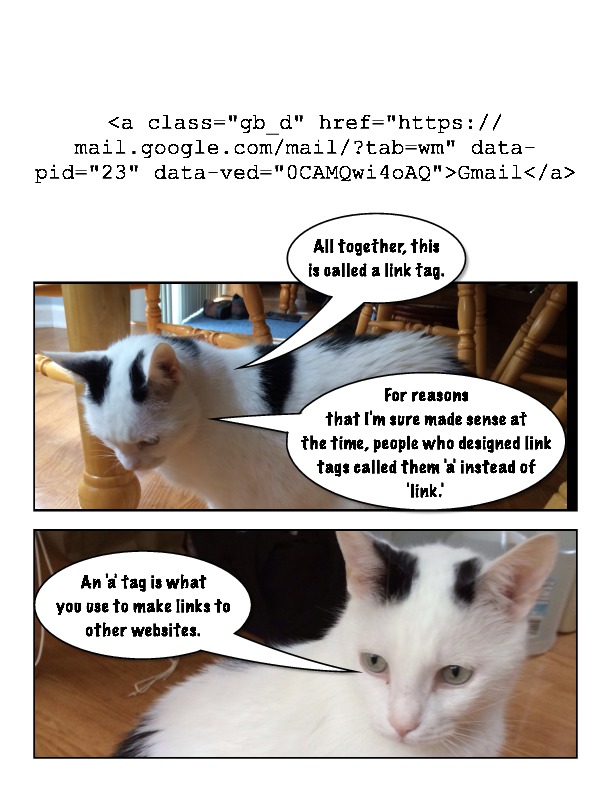 <a class="gb_d" href="https://
mail.google.com/mail/?tab=wm" data-
pid="23" data-ved="0CAMQwi4oAQ">Gmail</a>
All together, this
is called a link tag.
For reasons
that I'm sure made sense at
the time, people who designed link
tags called them 'a' instead of
'link.'
An 'a' tag is what
you use to make links to
other websites.